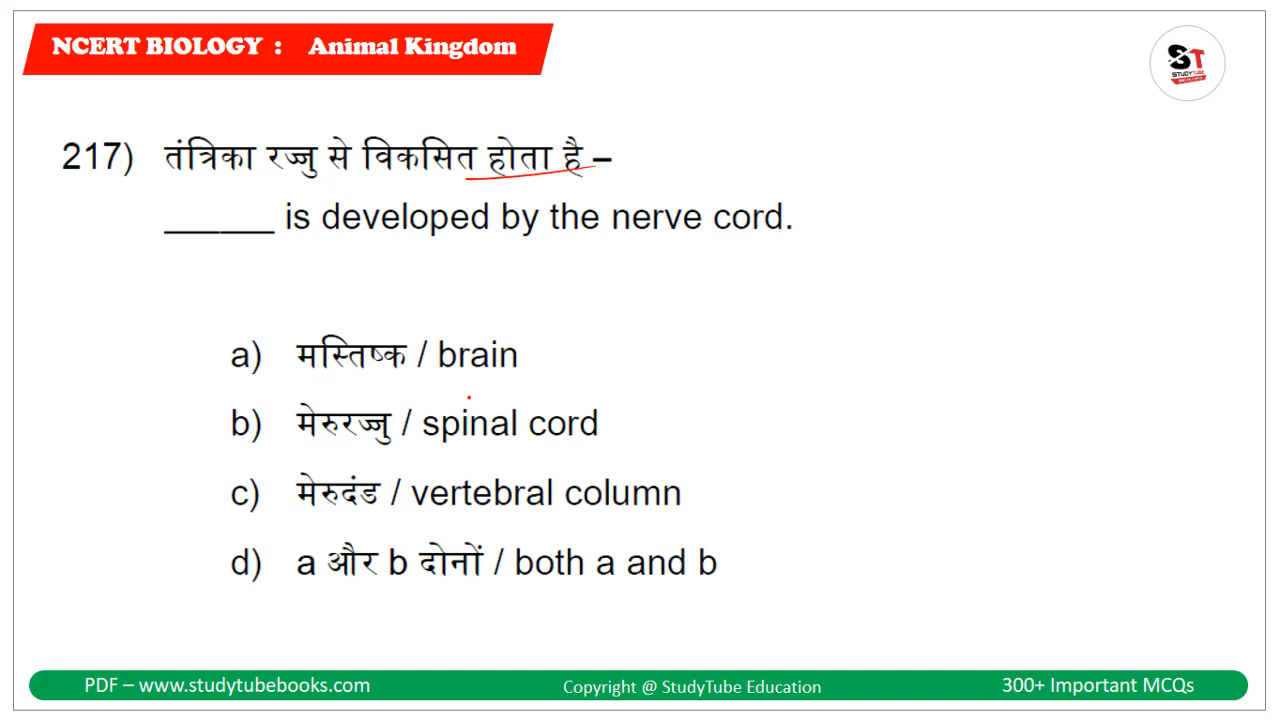 NCERT BIOLOGY : Animal Kingdom
ST
STUDYTUBE
217) तंत्रिका रज्जु से विकसित होता है –
_____ is developed by the nerve cord.
a) मस्तिष्क / brain
b) मेरुरज्जु / spinal cord
c) मेरुदंड / vertebral column
d) a और b दोनों / both a and b
PDF – www.studytubebooks.com
Copyright @ StudyTube Education
300+ Important MCQs